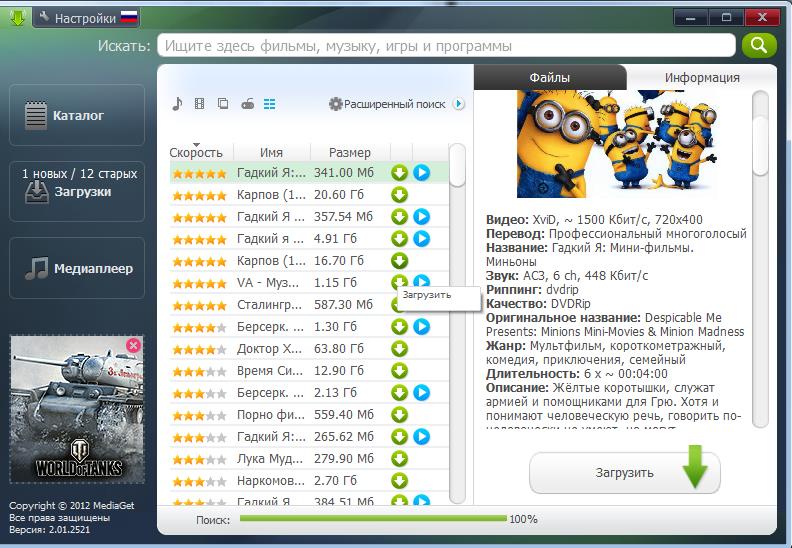 Настройки
Искать:
Ищите здесь фильмы, музыку, игры и программы
Каталог
1 новых / 12 старых
Загрузки
Медиаплеер
WORLD OF TANKS
Copyright © 2012 MediaGet
Все права защищены
Версия: 2.01.2521
Расширенный поиск
Скорость Имя Размер
Гадкий Я:... 341.00 Мб
Карпов (1... 20.60 Гб
Гадкий Я ... 357.54 Мб
Гадкий я ... 4.91 Гб
Карпов (1... 16.70 Гб
VA - Муз... 1.15 Гб
Загрузить
Сталингр... 587.30 Мб
Берсерк. ... 1.30 Гб
Доктор Х... 63.80 Гб
Время Си... 12.90 Гб
Берсерк. ... 2.13 Гб
Порно фи... 559.40 Мб
Гадкий Я:... 265.62 Мб
Лука Муд... 279.90 Мб
Наркомов... 2.70 Гб
Гадкий Я ... 384.51 Мб
Поиск: 100%
Файлы
Информация
Видео: XviD, ~ 1500 Кбит/с, 720x400
Перевод: Профессиональный многоголосый
Название: Гадкий Я: Мини-фильмы.
Миньоны
Звук: AC3, 6 ch, 448 Кбит/с
Риппинг: dvdrip
Качество: DVDRip
Оригинальное название: Despicable Me
Presents: Minions Mini-Movies & Minion Madness
Жанр: Мультфильм, короткометражный,
комедия, приключения, семейный
Длительность: 6 x ~ 00:04:00
Описание: Жёлтые коротышки, служат
армией и помощниками для Грю. Хотя и
понимают человеческую речь, говорить по-
Загрузить